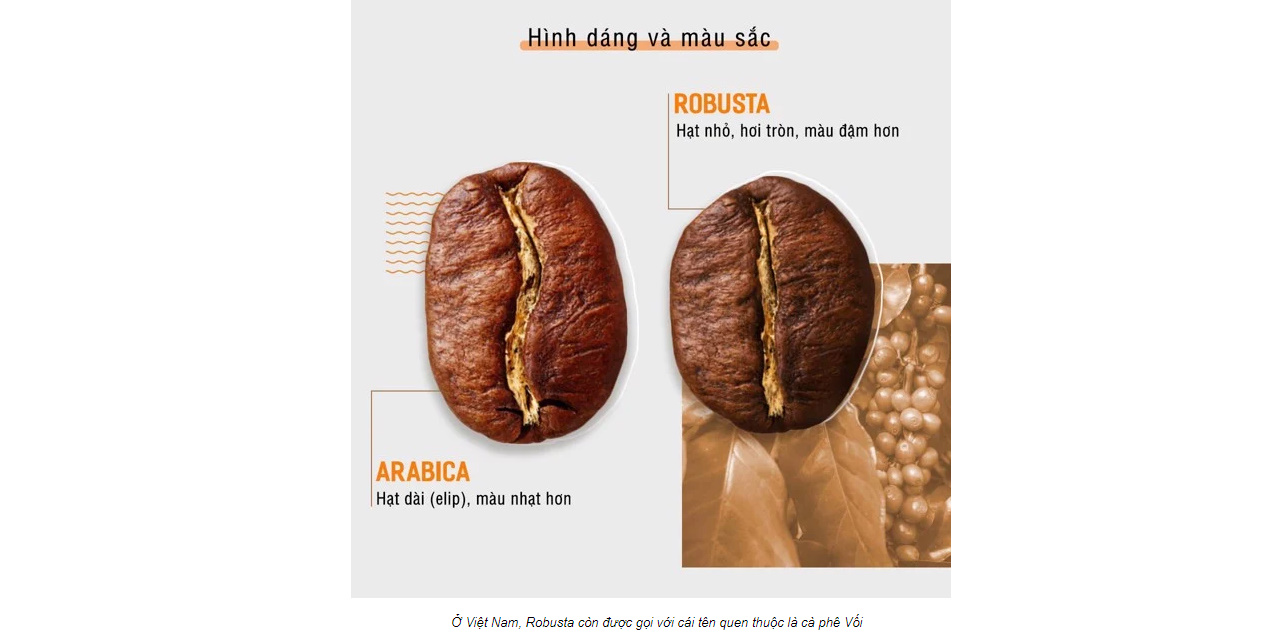 Hình dáng và màu sắc
ROBUSTA
Hạt nhỏ, hơi tròn, màu đậm hơn
ARABICA
Hạt dài (elip), màu nhạt hơn
Ở Việt Nam, Robusta còn được gọi với cái tên quen thuộc là cà phê Vối